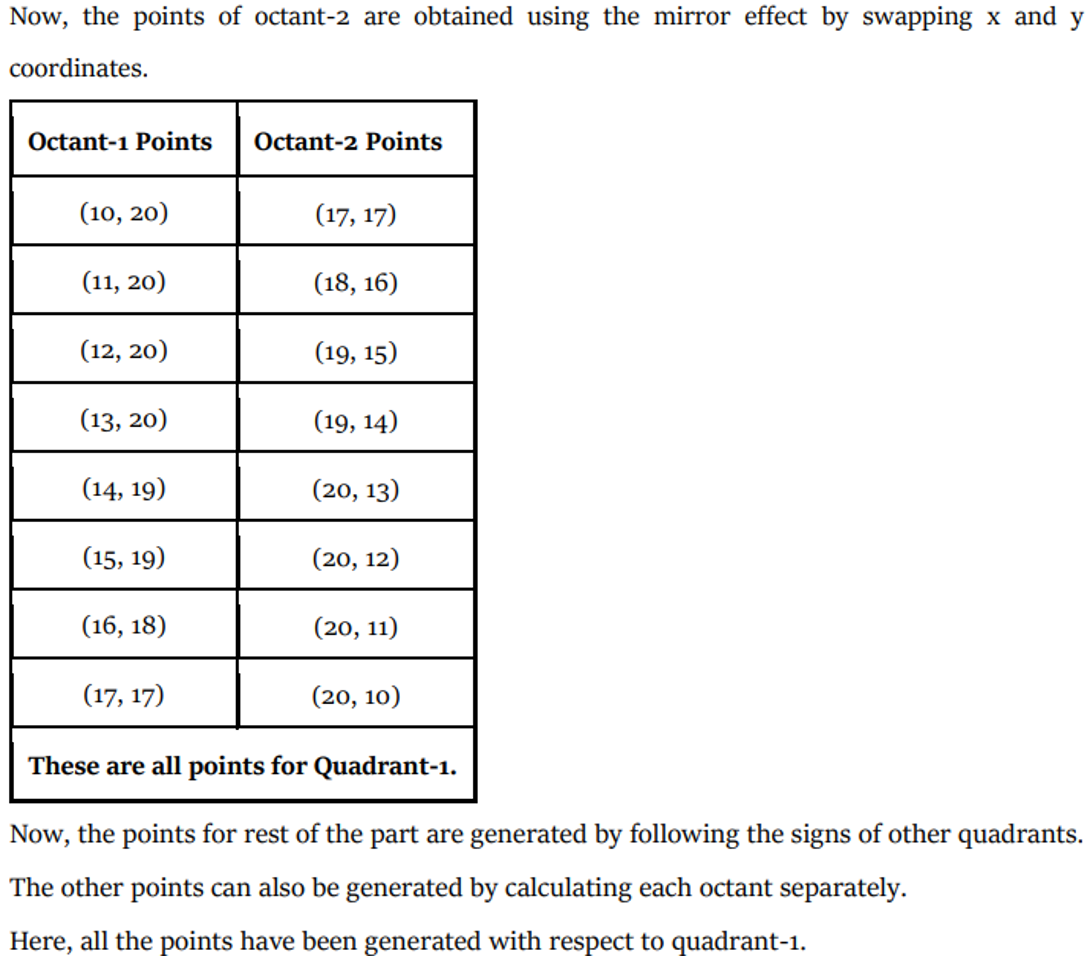 Now, the points of octant-2 are obtained using the mirror effect by swapping x and y
coordinates.
Octant-1 Points Octant-2 Points
(10, 20) (17, 17)
(11, 20) (18, 16)
(12, 20) (19, 15)
(13, 20) (19, 14)
(14, 19) (20, 13)
(15, 19) (20, 12)
(16, 18) (20, 11)
(17, 17) (20, 10)
These are all points for Quadrant-1.
Now, the points for rest of the part are generated by following the signs of other quadrants.
The other points can also be generated by calculating each octant separately.
Here, all the points have been generated with respect to quadrant-1.